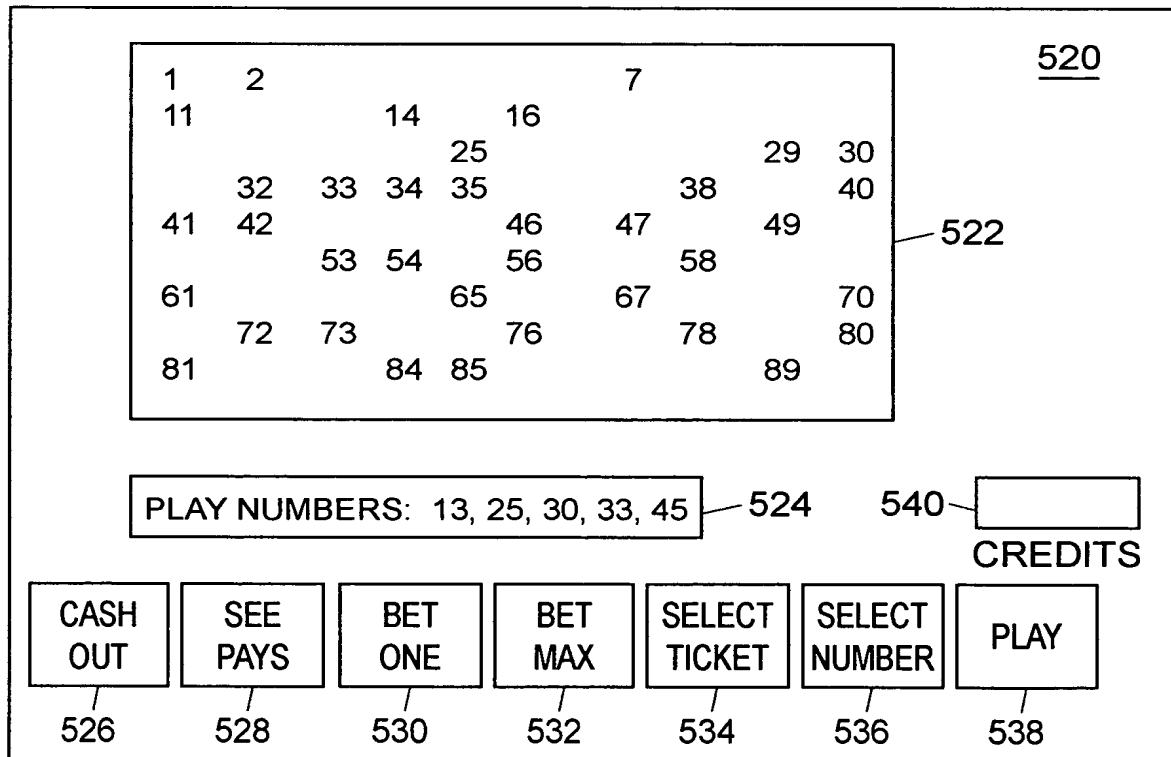 520
1 2 7
11 14 16
25 29 30
32 33 34 35 38 40
41 42 46 47 49
53 54 56 58
61 65 67 70
72 73 76 78 80
81 84 85 89
522
PLAY NUMBERS: 13, 25, 30, 33, 45
524
540
CREDITS
CASH OUT
SEE PAYS
BET ONE
BET MAX
SELECT TICKET
SELECT NUMBER
PLAY
526 528 530 532 534 536 538